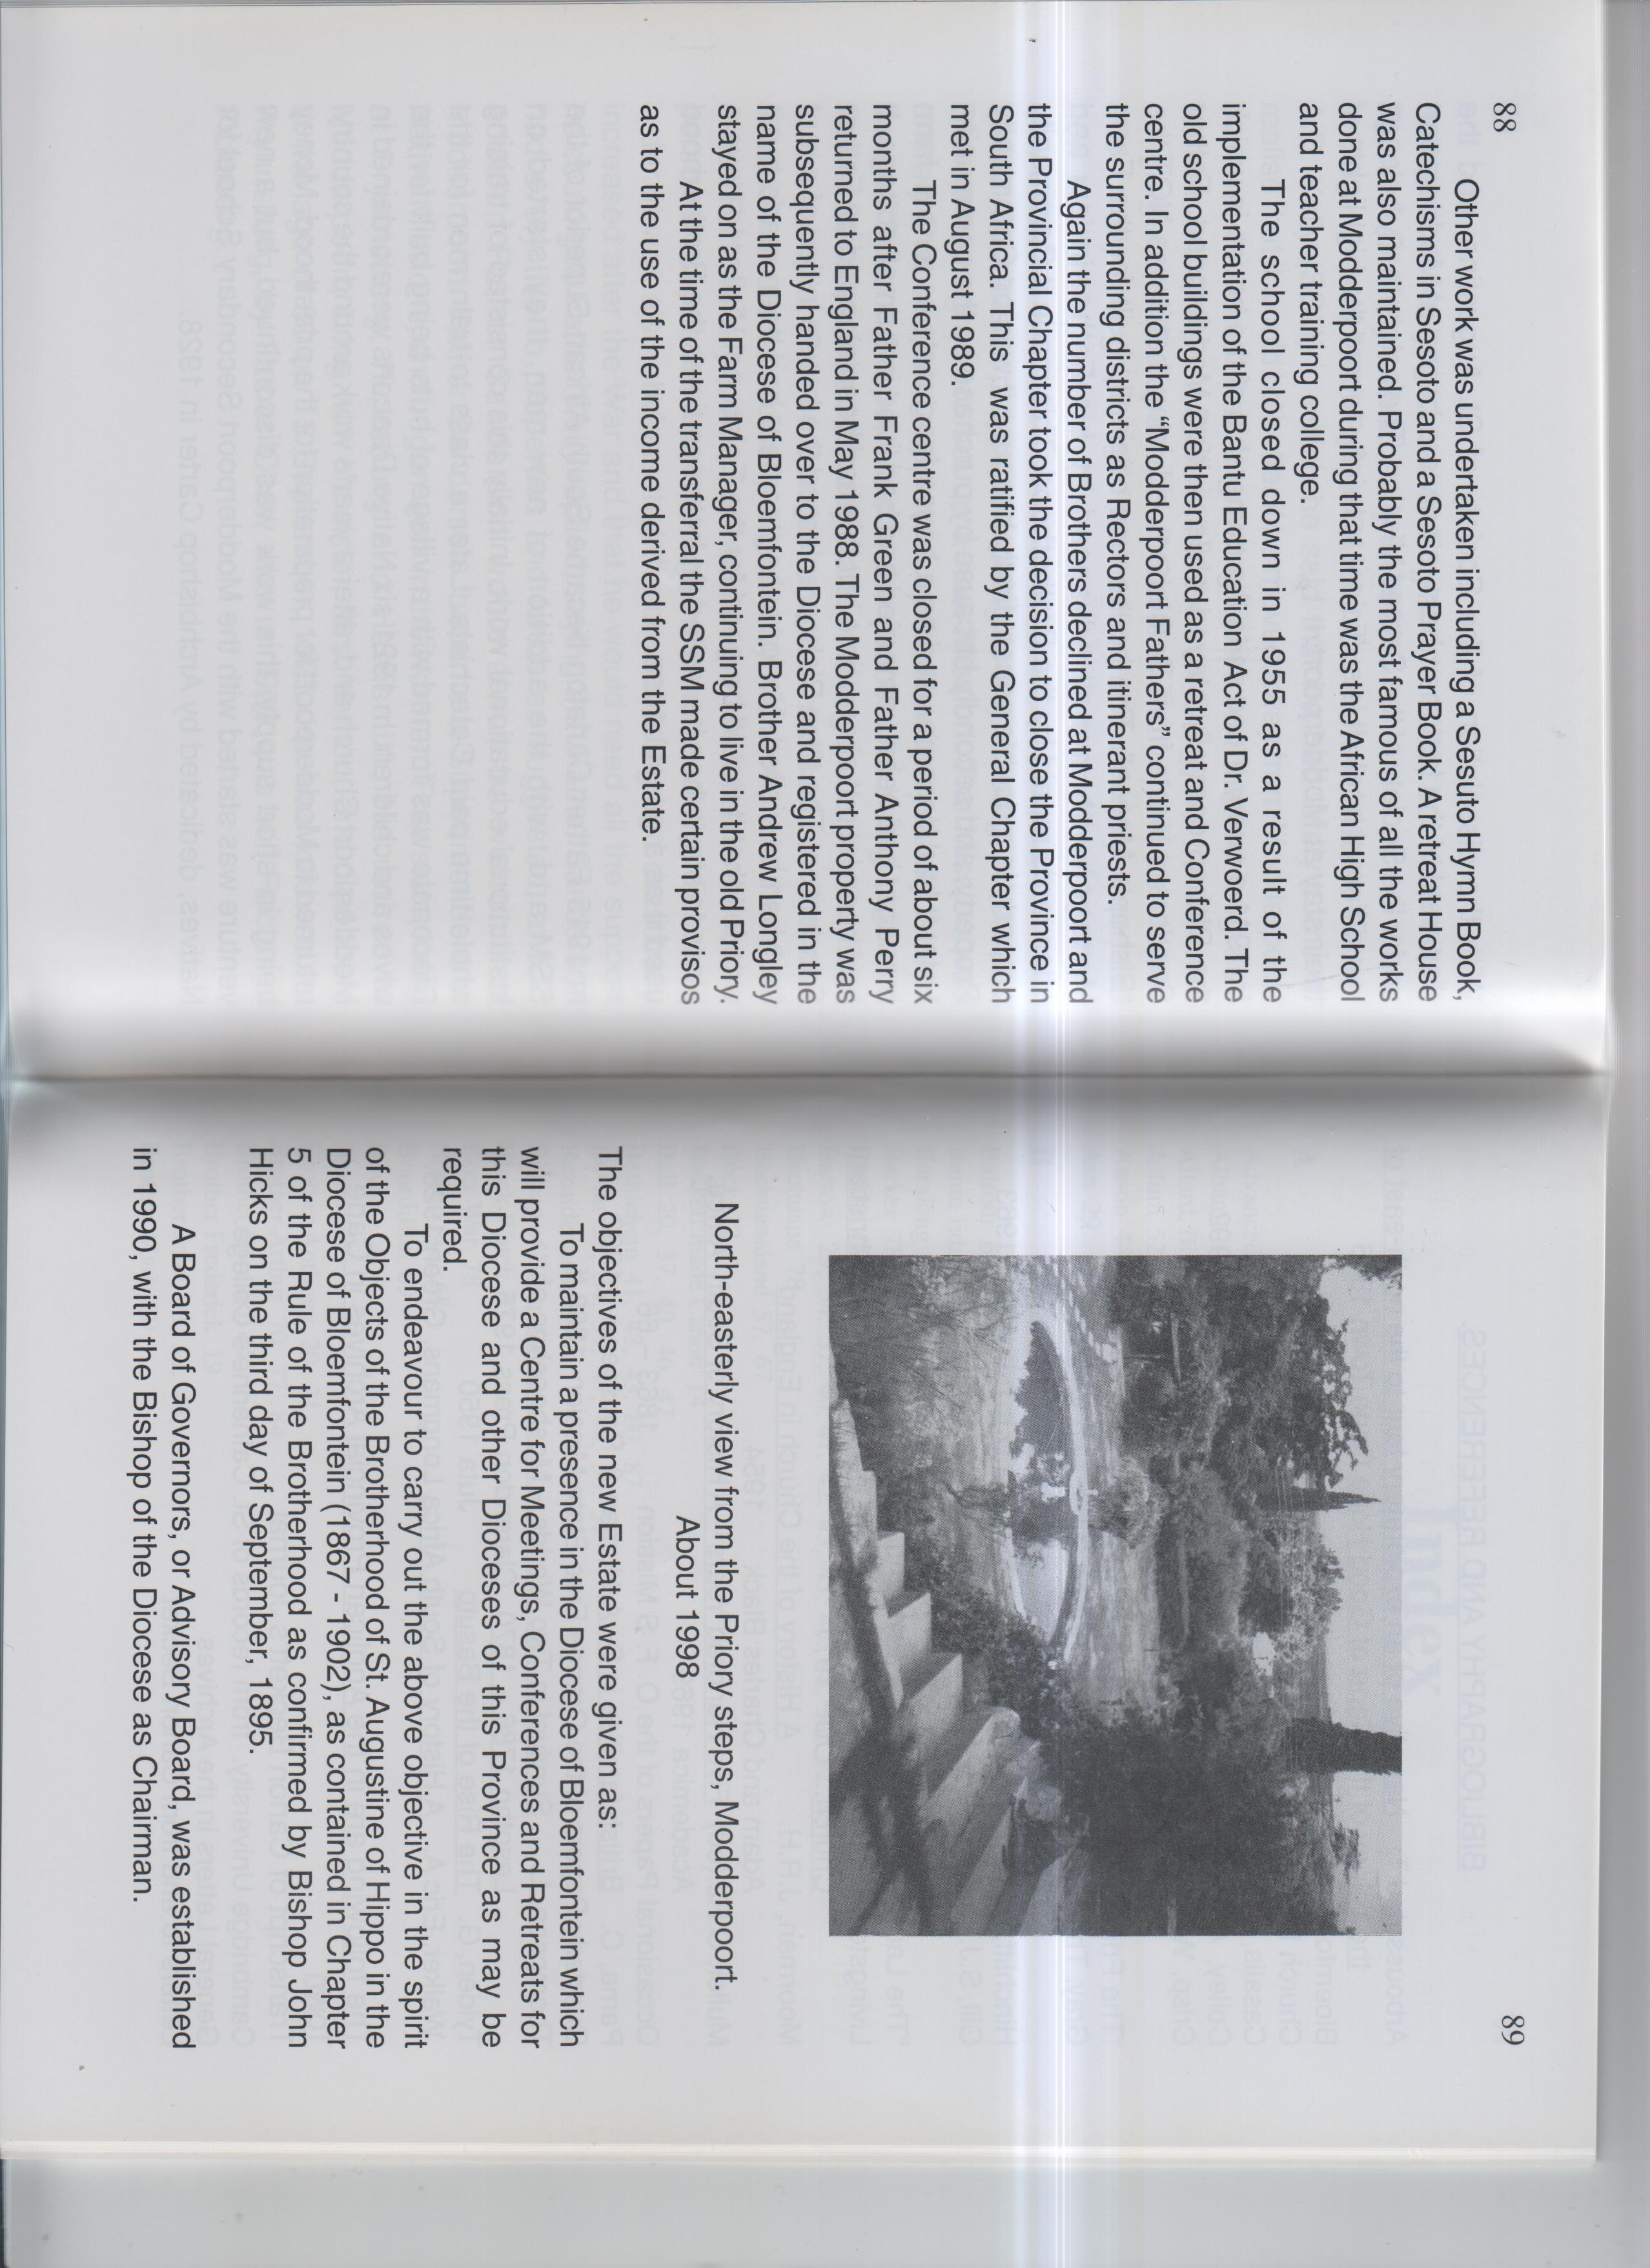 88
Other work was undertaken including a Sesuto Hymn Book,
Catechisms in Sesoto and a Sesoto Prayer Book. A retreat House
was also maintained. Probably the most famous of all the works
done at Modderpoort during that time was the African High School
and teacher training college.
The school closed down in 1955 as a result of the
implementation of the Bantu Education Act of Dr. Verwoerd. The
old school buildings were then used as a retreat and Conference
centre. In addition the “Modderpoort Fathers” continued to serve
the surrounding districts as Rectors and itinerant priests.
Again the number of Brothers declined at Modderpoort and
the Provincial Chapter took the decision to close the Province in
South Africa. This was ratified by the General Chapter which
met in August 1989.
The Conference centre was closed for a period of about six
months after Father Frank Green and Father Anthony Perry
returned to England in May 1988. The Modderpoort property was
subsequently handed over to the Diocese and registered in the
name of the Diocese of Bloemfontein. Brother Andrew Longley
stayed on as the Farm Manager, continuing to live in the old Priory.
At the time of the transferral the SSM made certain provisos
as to the use of the income derived from the Estate.
89
North-easterly view from the Priory steps, Modderpoort.
About 1998
The objectives of the new Estate were given as:
To maintain a presence in the Diocese of Bloemfontein which
will provide a Centre for Meetings, Conferences and Retreats for
this Diocese and other Dioceses of this Province as may be
required.
To endeavour to carry out the above objective in the spirit
of the Objects of the Brotherhood of St. Augustine of Hippo in the
Diocese of Bloemfontein (1867 - 1902), as contained in Chapter
5 of the Rule of the Brotherhood as confirmed by Bishop John
Hicks on the third day of September, 1895.
A Board of Governors, or Advisory Board, was established
in 1990, with the Bishop of the Diocese as Chairman.